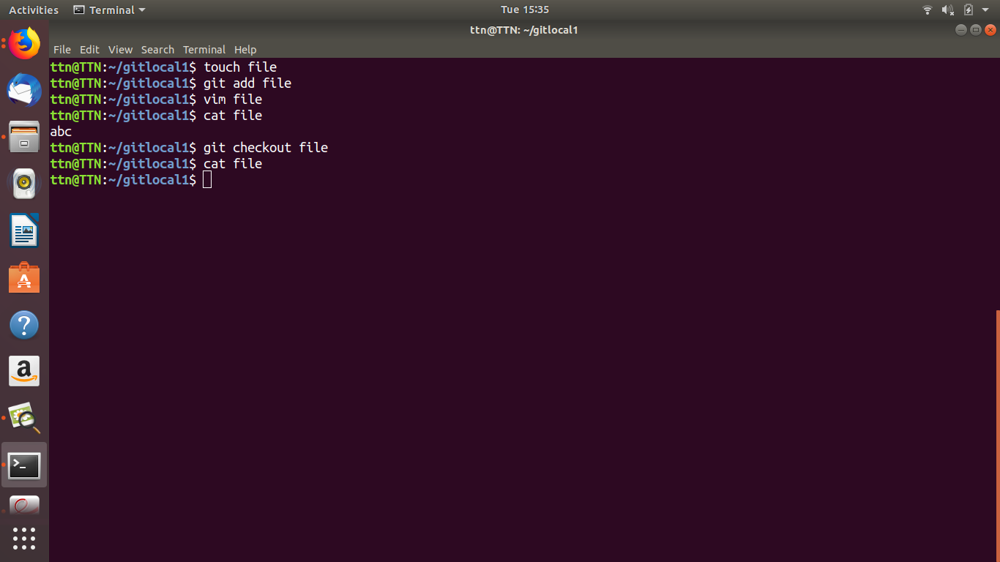 Activities Terminal Tue 15:35
ttn@TTN: ~/gitlocal1
File Edit View Search Terminal Help
ttn@TTN:~/gitlocal1$ touch file
ttn@TTN:~/gitlocal1$ git add file
ttn@TTN:~/gitlocal1$ vim file
ttn@TTN:~/gitlocal1$ cat file
abc
ttn@TTN:~/gitlocal1$ git checkout file
ttn@TTN:~/gitlocal1$ cat file
ttn@TTN:~/gitlocal1$